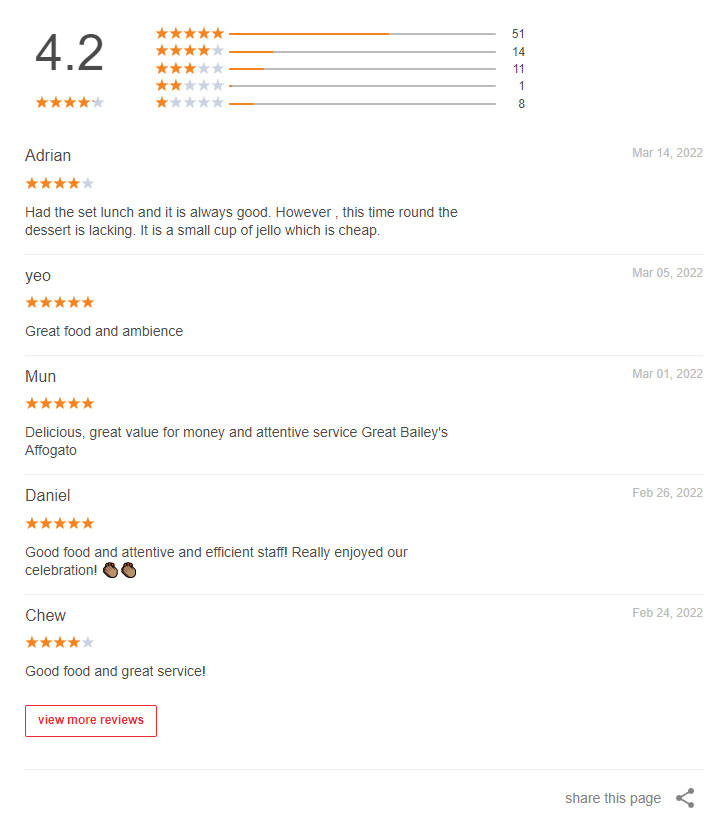 4.2
51
14
11
1
8
Adrian
Mar 14, 2022
Had the set lunch and it is always good. However , this time round the
dessert is lacking. It is a small cup of jello which is cheap.
yeo
Mar 05, 2022
Great food and ambience
Mun
Mar 01, 2022
Delicious, great value for money and attentive service Great Bailey's
Affogato
Daniel
Feb 26, 2022
Good food and attentive and efficient staff! Really enjoyed our
celebration! 👏🏽👏🏽
Chew
Feb 24, 2022
Good food and great service!
view more reviews
share this page